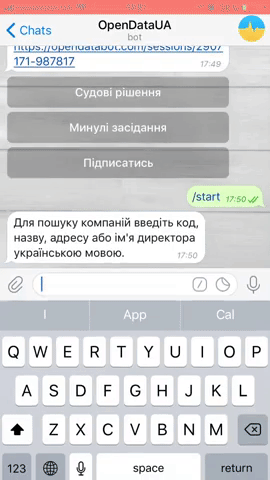 Chats
OpenDataUA
bot
https://opendatabot.com/sessions/2907
171-987817
17:49
Судові рішення
Минулі засідання
Підписатись
/start 17:50
Для пошуку компаній введіть код,
назву, адресу або ім'я директора
українською мовою.
17:50
I App Cal
Q W E R T Y U I O P
A S D F G H J K L
Z X C V B N M
123 space return